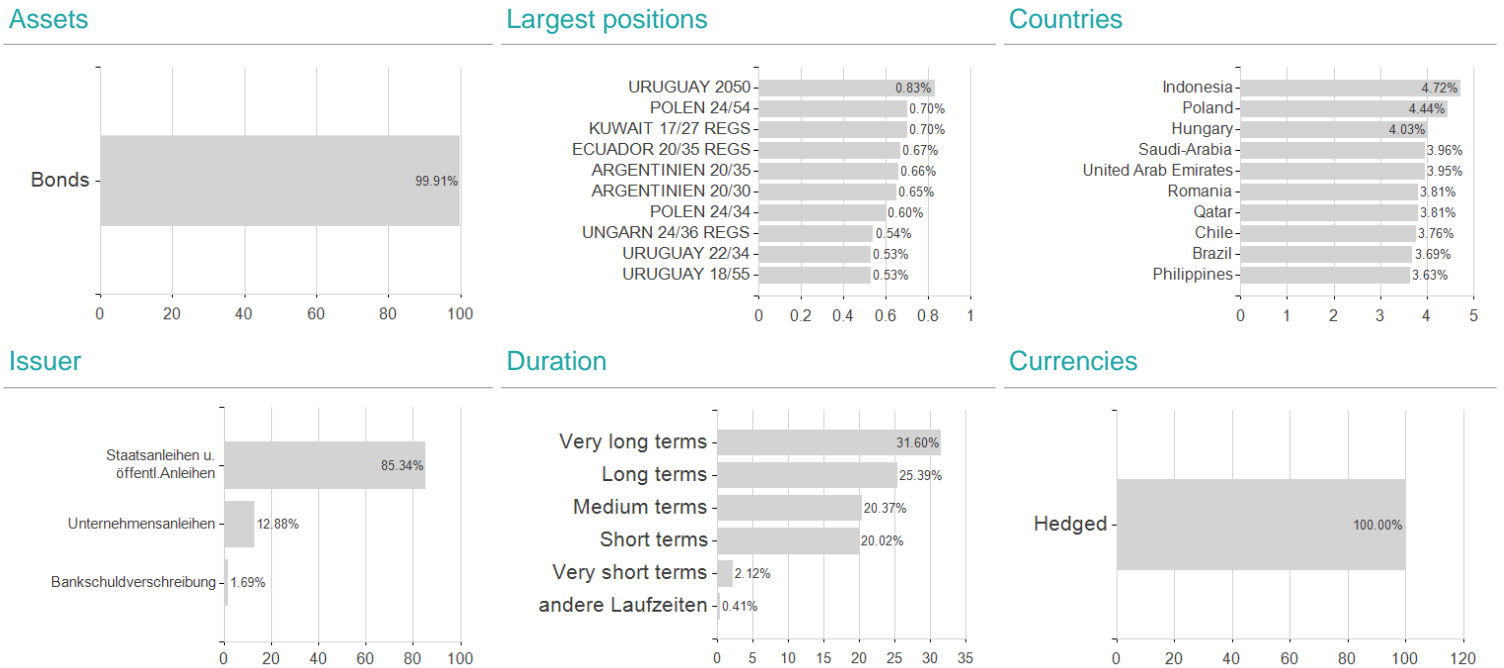 Assets
Bonds
99.91%
0 20 40 60 80 100
Largest positions
URUGUAY 2050 0.83%
POLEN 24/54 0.70%
KUWAIT 17/27 REGS 0.70%
ECUADOR 20/35 REGS 0.67%
ARGENTINIEN 20/35 0.66%
ARGENTINIEN 20/30 0.65%
POLEN 24/34 0.60%
UNGARN 24/36 REGS 0.54%
URUGUAY 22/34 0.53%
URUGUAY 18/55 0.53%
0 0.2 0.4 0.6 0.8 1
Countries
Indonesia 4.72%
Poland 4.44%
Hungary 4.03%
Saudi-Arabia 3.96%
United Arab Emirates 3.95%
Romania 3.81%
Qatar 3.81%
Chile 3.76%
Brazil 3.69%
Philippines 3.63%
0 1 2 3 4 5
Issuer
Staatsanleihen u.
öffentl.Anleihen 85.34%
Unternehmensanleihen 12.88%
Bankschuldverschreibung 1.69%
0 20 40 60 80 100
Duration
Very long terms 31.60%
Long terms 25.39%
Medium terms 20.37%
Short terms 20.02%
Very short terms 2.12%
andere Laufzeiten 0.41%
0 5 10 15 20 25 30 35
Currencies
Hedged 100.00%
0 20 40 60 80 100 120